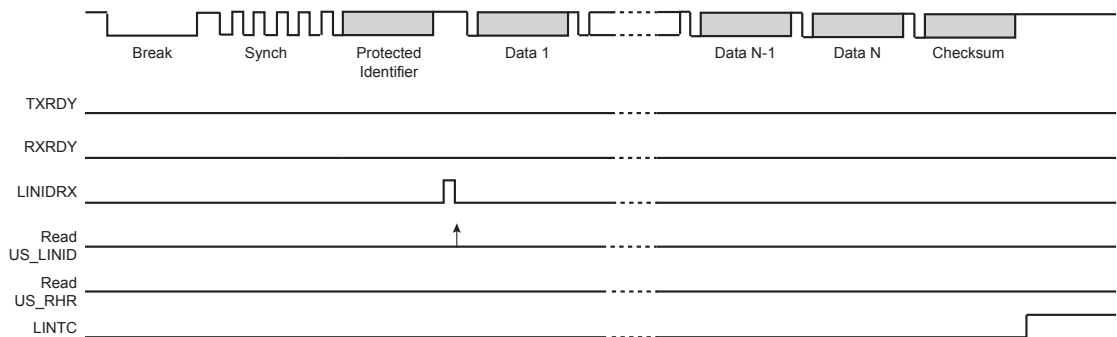 Break Synch Protected Data 1 Data N-1 Data N Checksum
Identifier
TXRDY
RXRDY
LINIDRX
Read
US_LINID
Read
US_RHR
LINTC